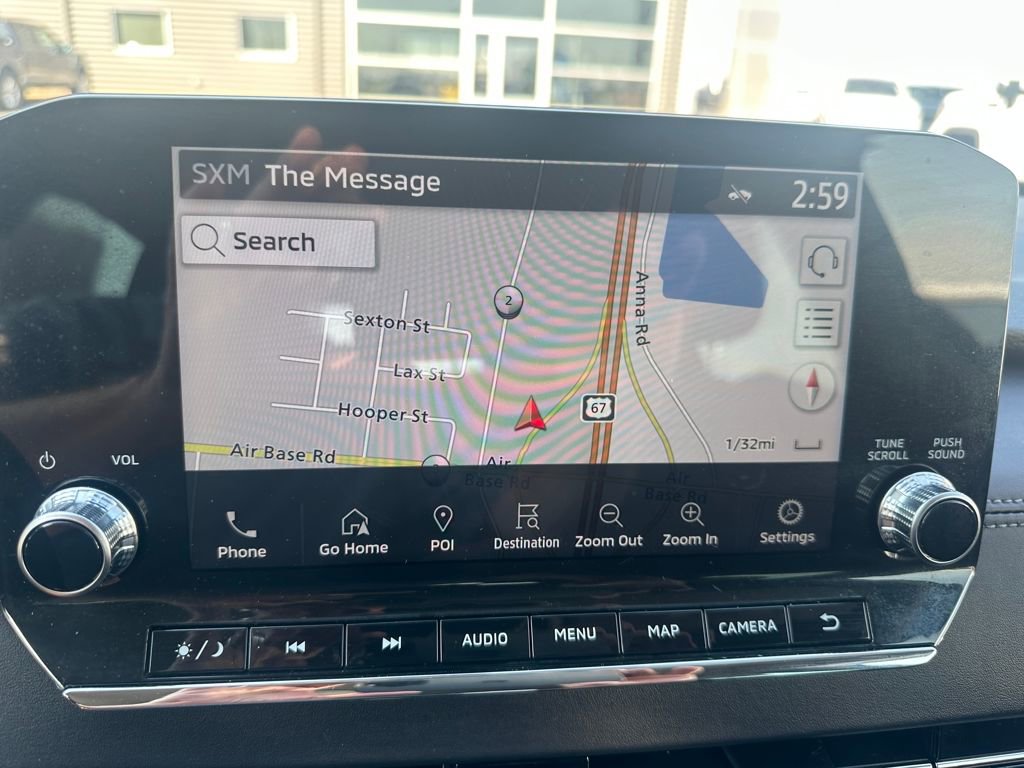 SXM The Message
2:59
Search
2
Anna Rd
Sexton St
Lax St
Hooper St
67
1/32mi
Air Base Rd
Air
Base Rd
Air
Base Rd
VOL
TUNE
SCROLL
PUSH
SOUND
Phone
Go Home
POI
Destination
Zoom Out
Zoom In
Settings
AUDIO
MENU
MAP
CAMERA